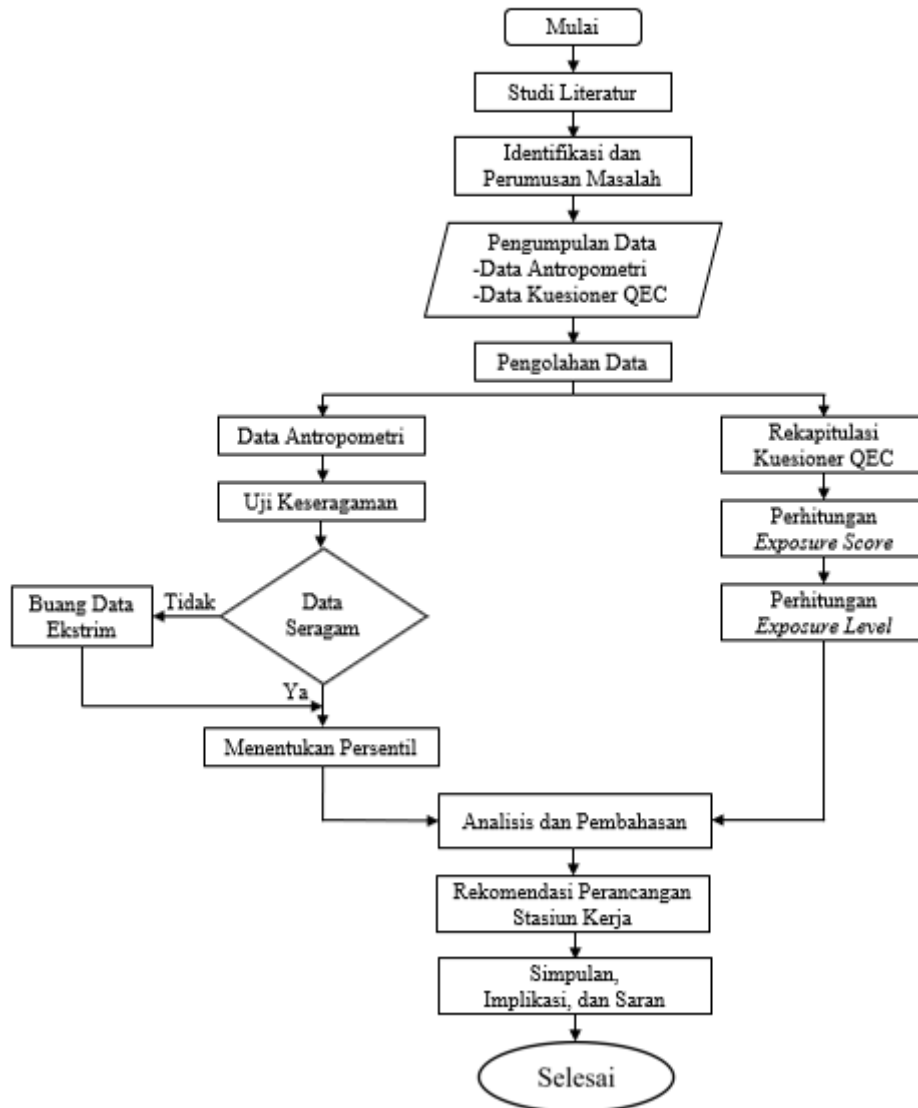 Mulai
Studi Literatur
Identifikasi dan
Perumusan Masalah
Pengumpulan Data
-Data Antropometri
-Data Kuesioner QEC
Pengolahan Data
Data Antropometri
Uji Keseragaman
Data
Seragam
Tidak
Buang Data
Ekstrim
Ya
Menentukan Persentil
Rekapitulasi
Kuesioner QEC
Perhitungan
Exposure Score
Perhitungan
Exposure Level
Analisis dan Pembahasan
Rekomendasi Perancangan
Stasiun Kerja
Simpulan,
Implikasi, dan Saran
Selesai